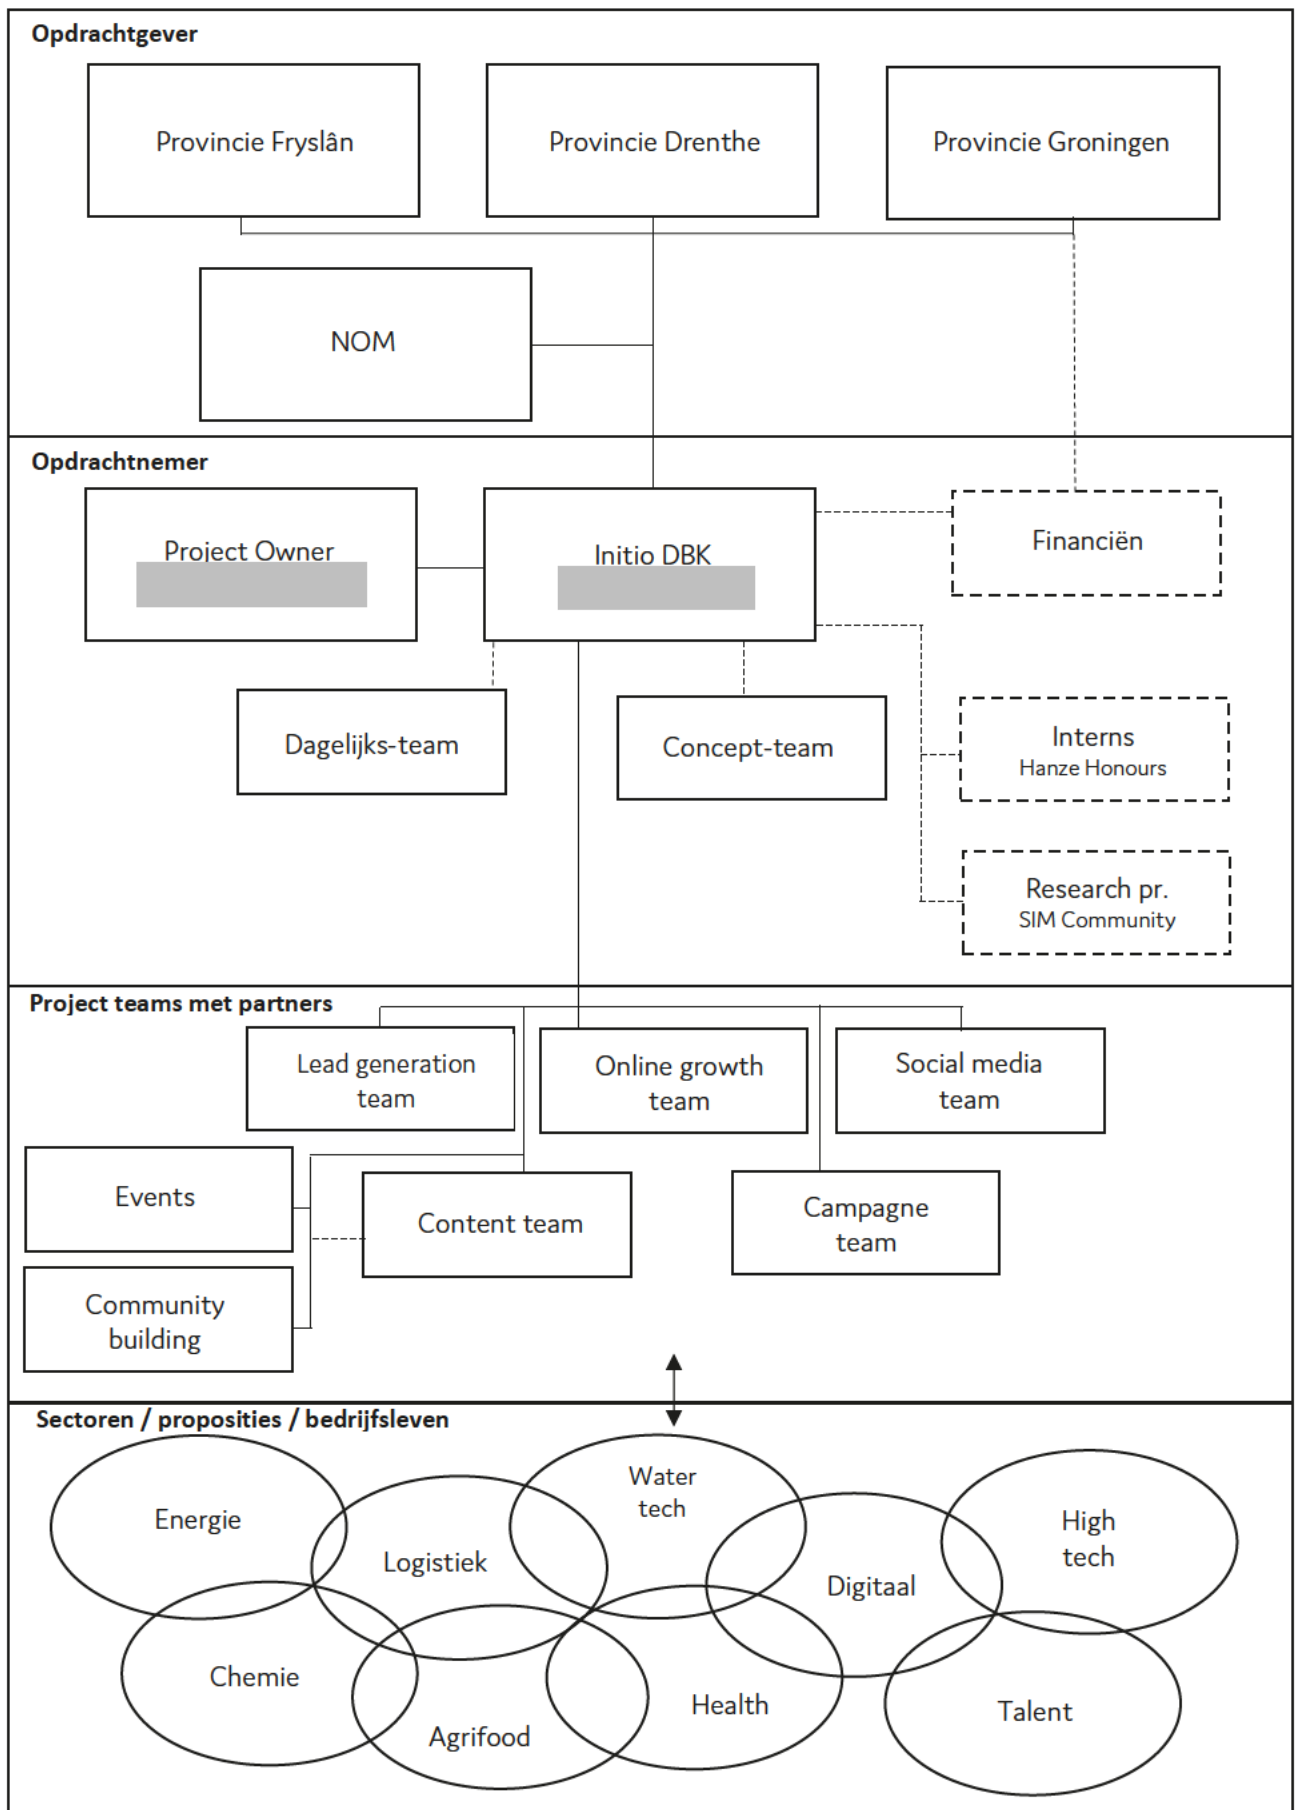 Opdrachtgever
Provincie Fryslân
Provincie Drenthe
Provincie Groningen
NOM
Opdrachtnemer
Project Owner
Initio DBK
Financiën
Dagelijks-team
Concept-team
Interns
Hanze Honours
Research pr.
SIM Community
Project teams met partners
Lead generation
team
Online growth
team
Social media
team
Events
Content team
Campagne
team
Community
building
Sectoren / proposities / bedrijfsleven
Energie
Logistiek
Water
tech
Digitaal
High
tech
Chemie
Agrifood
Health
Talent